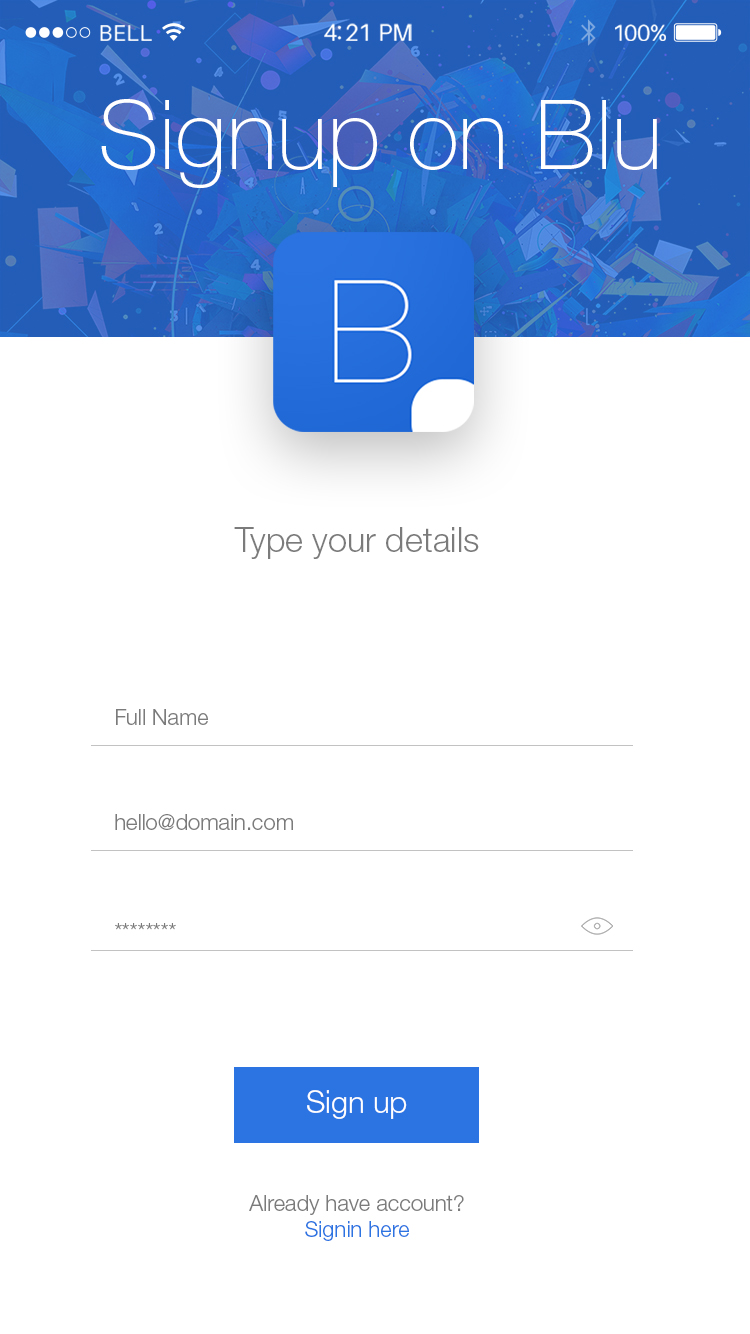 BELL 4:21 PM 100%
Signup on Blu
B
Type your details
Full Name
hello@domain.com
********
Sign up
Already have account?
Signin here